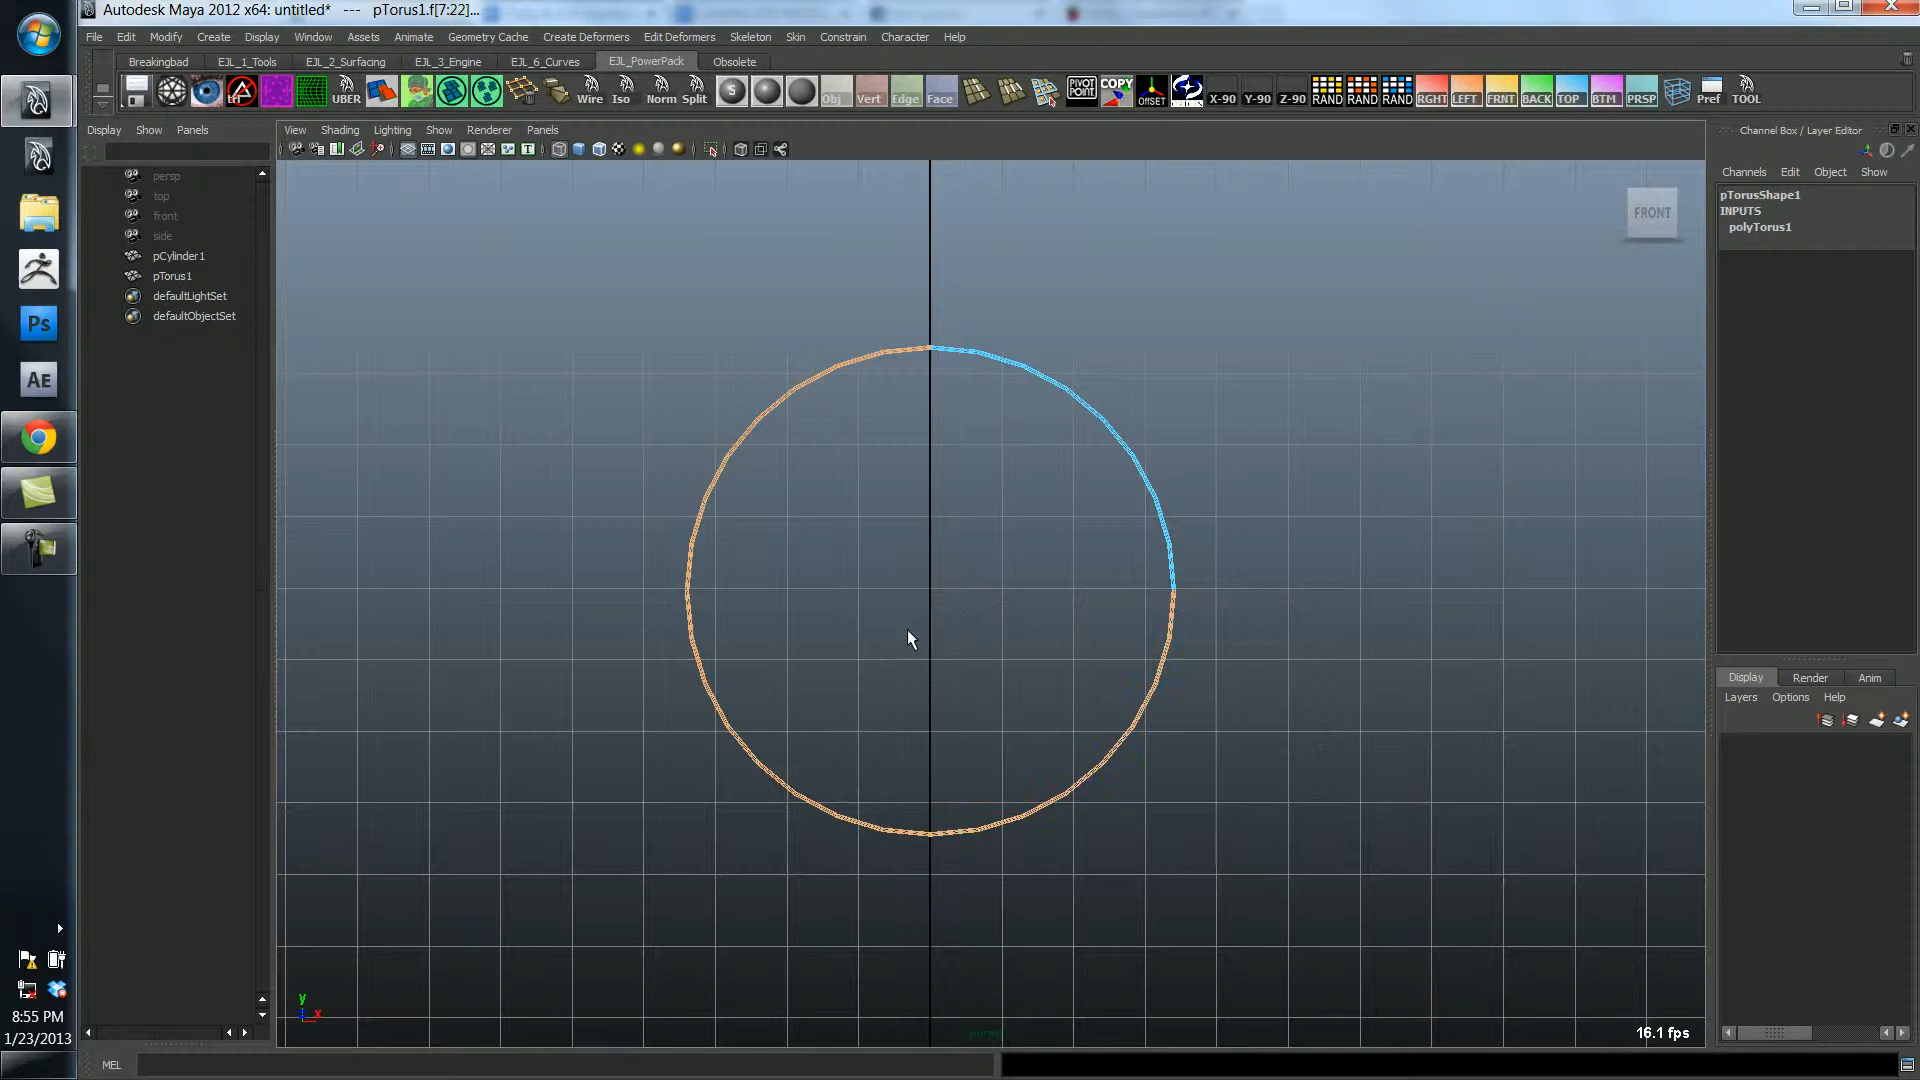 Autodesk Maya 2012 x64: untitled*   ---   pTorus1.f[7:22]...
File Edit Modify Create Display Window Assets Animate Geometry Cache Create Deformers Edit Deformers Skeleton Skin Constrain Character Help
Breakingbad EJL_1_Tools EJL_2_Surfacing EJL_3_Engine EJL_6_Curves EJL_PowerPack Obsolete
tri UBER Wire Iso Norm Split S Obj Vert Edge Face PIVOT POINT COPY OFFSET X-90 Y-90 Z-90 RAND RAND RAND RGHT LEFT FRNT BACK TOP BTM PRSP Pref TOOL
Display Show Panels
View Shading Lighting Show Renderer Panels
Channel Box / Layer Editor
Channels Edit Object Show
persp
top
front
side
pCylinder1
pTorus1
defaultLightSet
defaultObjectSet
FRONT
pTorusShape1
INPUTS
polyTorus1
Ps
AE
Display Render Anim
Layers Options Help
y
x
persp
16.1 fps
8:55 PM
1/23/2013
MEL